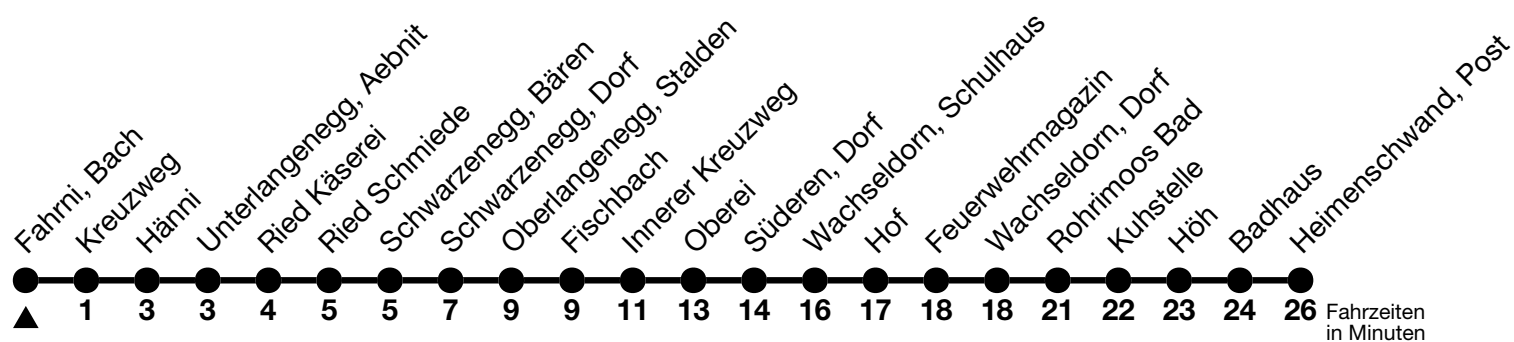 Fahrni, Bach
Kreuzweg
Hänni
Unterlangenegg, Aebnit
Ried Käserei
Ried Schmiede
Schwarzenegg, Bären
Schwarzenegg, Dorf
Oberlangenegg, Stalden
Fischbach
Innerer Kreuzweg
Oberei
Süderen, Dorf
Wachseldorn, Schulhaus
Hof
Feuerwehrmagazin
Wachseldorn, Dorf
Rohrimoos Bad
Kuhstelle
Höh
Badhaus
Heimenschwand, Post
1 3 3 4 5 5 7 9 9 11 13 14 16 17 18 18 21 22 23 24 26 Fahrzeiten
in Minuten